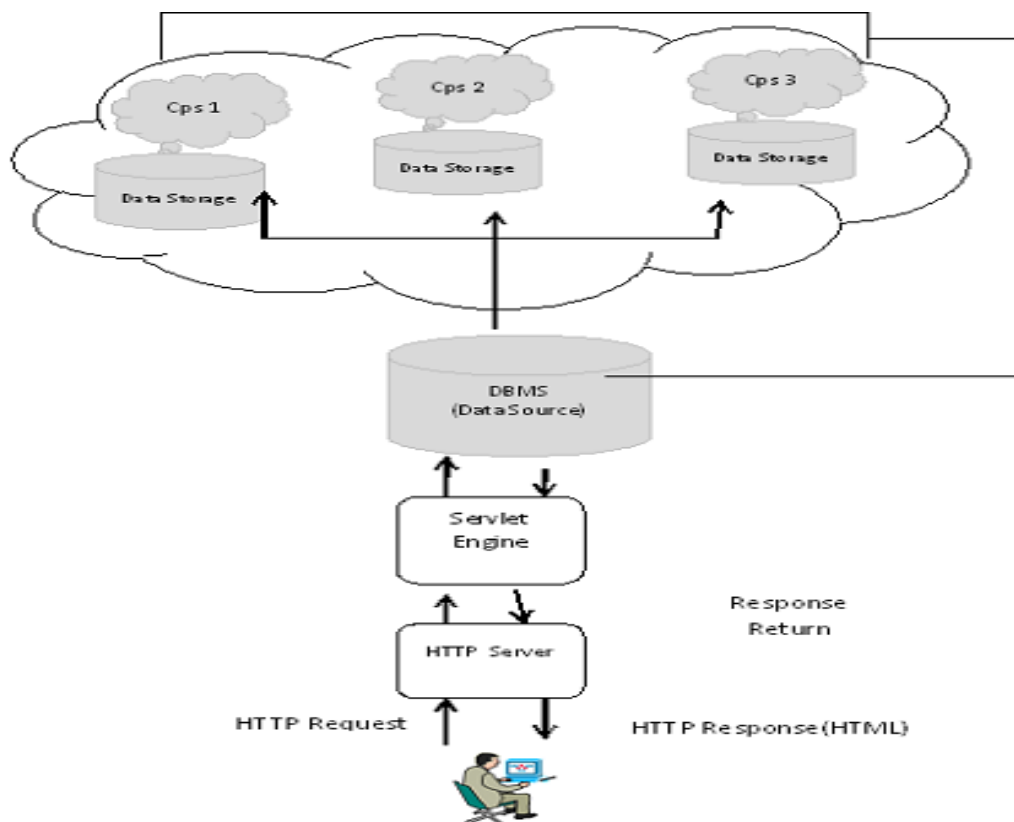 Cps 1
Cps 2
Cps 3
Data Storage
Data Storage
Data Storage
DBMS
(DataSource)
Servlet
Engine
Response
Return
HTTP Server
HTTP Request
HTTP Response(HTML)